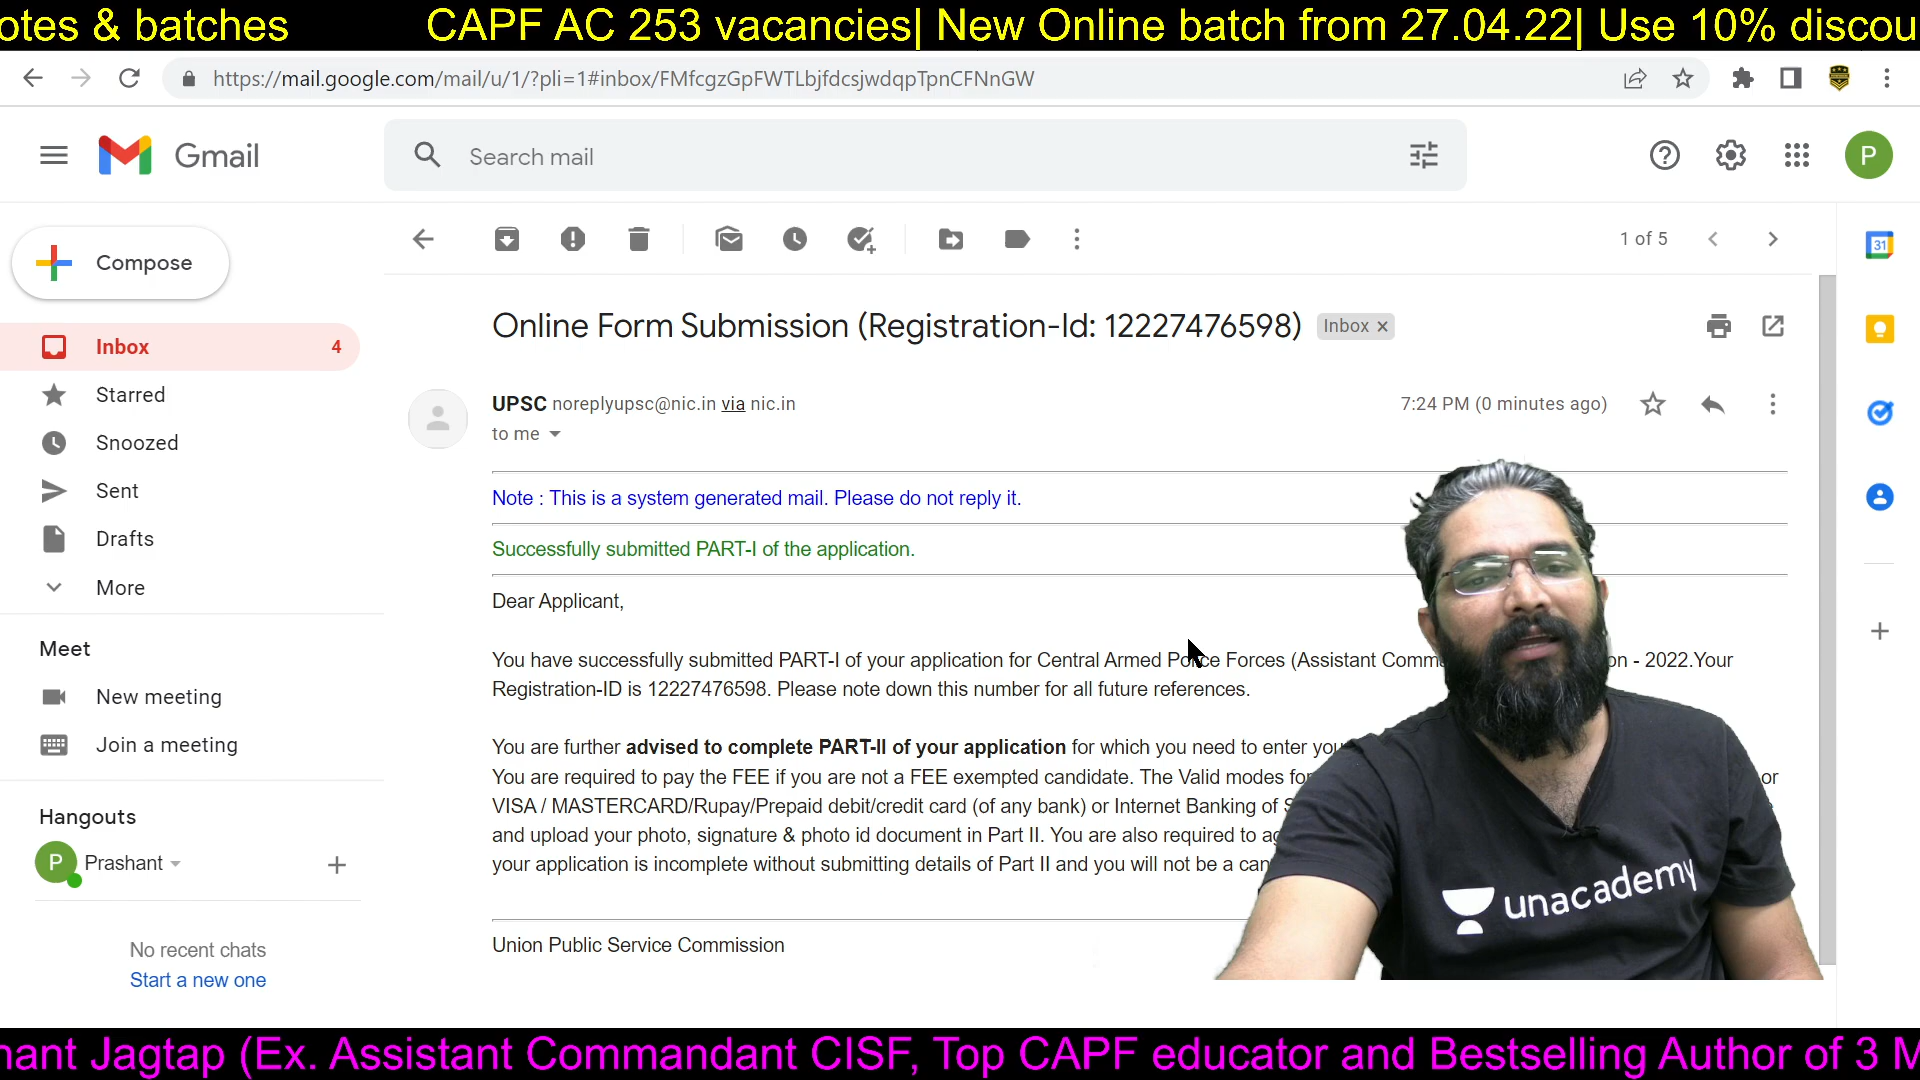 otes & batches CAPF AC 253 vacancies| New Online batch from 27.04.22| Use 10% discou
https://mail.google.com/mail/u/1/?pli=1#inbox/FMfcgzGpFWTLbjfdcsjwdqpTpnCFNnGW
Gmail
Search mail
P
Compose
1 of 5
31
Online Form Submission (Registration-Id: 12227476598) Inbox ×
Inbox 4
Starred
Snoozed
Sent
Drafts
More
UPSC noreplyupsc@nic.in via nic.in 7:24 PM (0 minutes ago)
to me
Note : This is a system generated mail. Please do not reply it.
Successfully submitted PART-I of the application.
Dear Applicant,
You have successfully submitted PART-I of your application for Central Armed Police Forces (Assistant Comm on - 2022.Your
Registration-ID is 12227476598. Please note down this number for all future references.
You are further advised to complete PART-II of your application for which you need to enter you
You are required to pay the FEE if you are not a FEE exempted candidate. The Valid modes for or
VISA / MASTERCARD/Rupay/Prepaid debit/credit card (of any bank) or Internet Banking of S
and upload your photo, signature & photo id document in Part II. You are also required to ag
your application is incomplete without submitting details of Part II and you will not be a can
Union Public Service Commission
Meet
New meeting
Join a meeting
Hangouts
P Prashant
No recent chats
Start a new one
unacademy
nant Jagtap (Ex. Assistant Commandant CISF, Top CAPF educator and Bestselling Author of 3 M